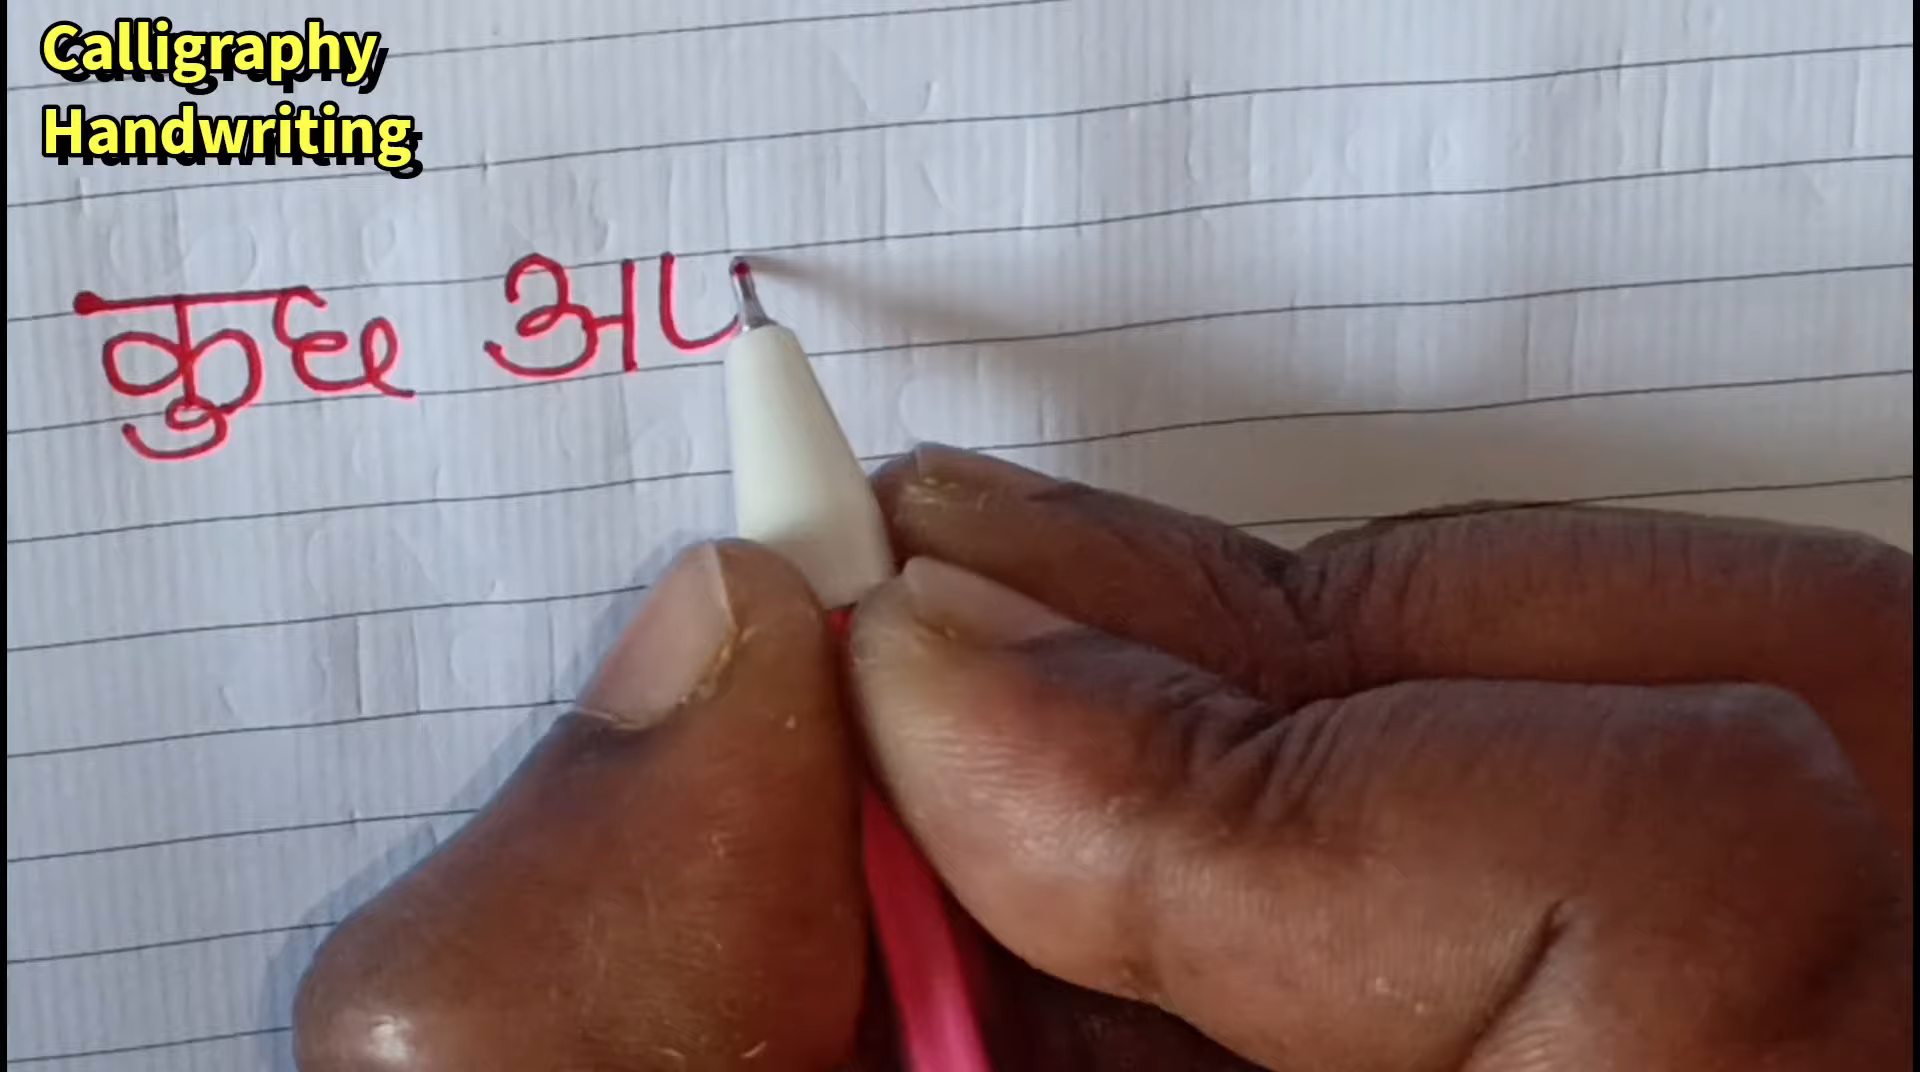 Calligraphy
Handwriting
कुछ अप